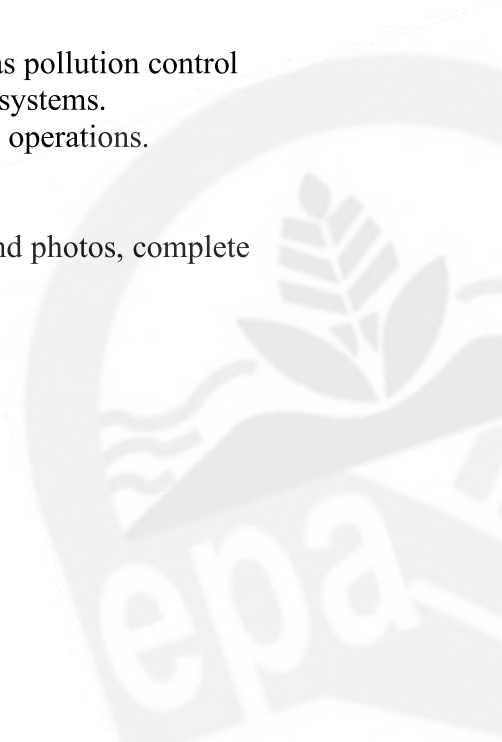 as pollution control
systems.
operations.
nd photos, complete
epa